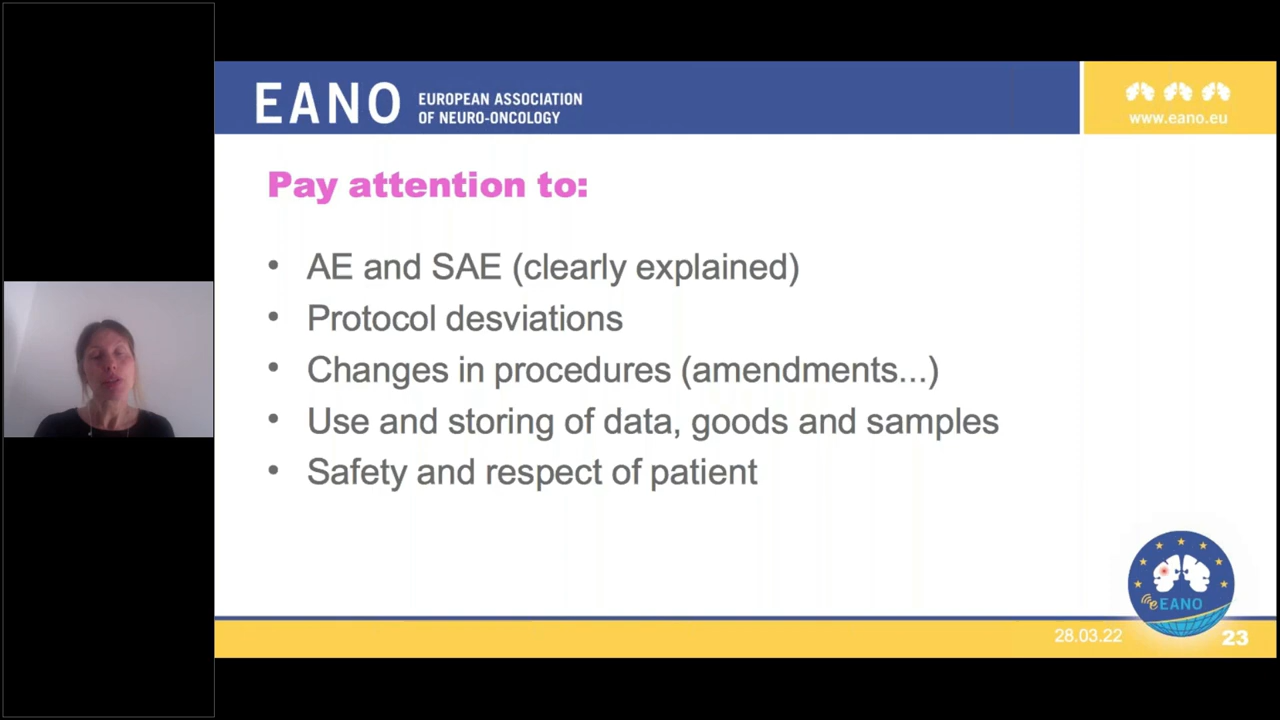 EANO
EUROPEAN ASSOCIATION
OF NEURO-ONCOLOGY
www.eano.eu
Pay attention to:
• AE and SAE (clearly explained)
• Protocol desviations
• Changes in procedures (amendments...)
• Use and storing of data, goods and samples
• Safety and respect of patient
eEANO
28.03.22
23